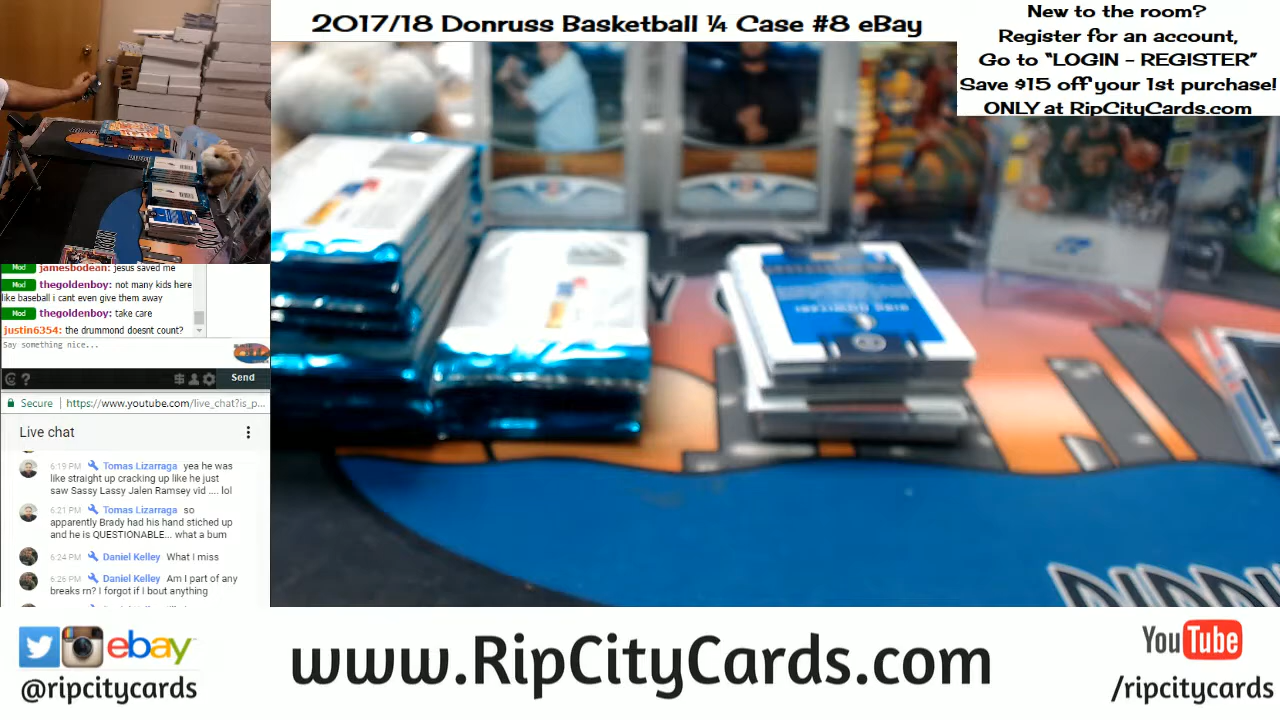 2017/18 Donruss Basketball ¼ Case #8 eBay
New to the room?
Register for an account,
Go to “LOGIN - REGISTER”
Save $15 off your 1st purchase!
ONLY at RipCityCards.com
Mod jamesbodean: jesus saved me
Mod thegoldenboy: not many kids here
like baseball i cant even give them away
Mod thegoldenboy: take care
justin6354: the drummond doesnt count?
Say something nice...
Send
Secure https://www.youtube.com/live_chat?is_p...
Live chat
6:19 PM Tomas Lizarraga yea he was
like straight up cracking up like he just
saw Sassy Lassy Jalen Ramsey vid .... lol
6:21 PM Tomas Lizarraga so
apparently Brady had his hand stiched up
and he is QUESTIONABLE... what a bum
6:24 PM Daniel Kelley What I miss
6:26 PM Daniel Kelley Am I part of any
breaks rn? I forgot if I bout anything
ebay
@ripcitycards
www.RipCityCards.com
YouTube
/ripcitycards